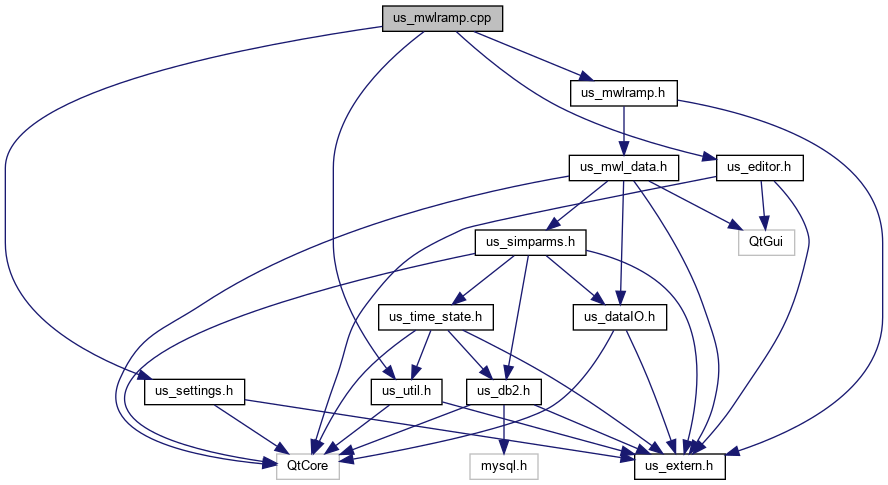 us_mwlramp.cpp
us_mwlramp.h
us_mwl_data.h
us_editor.h
us_simparms.h
QtGui
us_time_state.h
us_dataIO.h
us_settings.h
us_util.h
us_db2.h
QtCore
mysql.h
us_extern.h